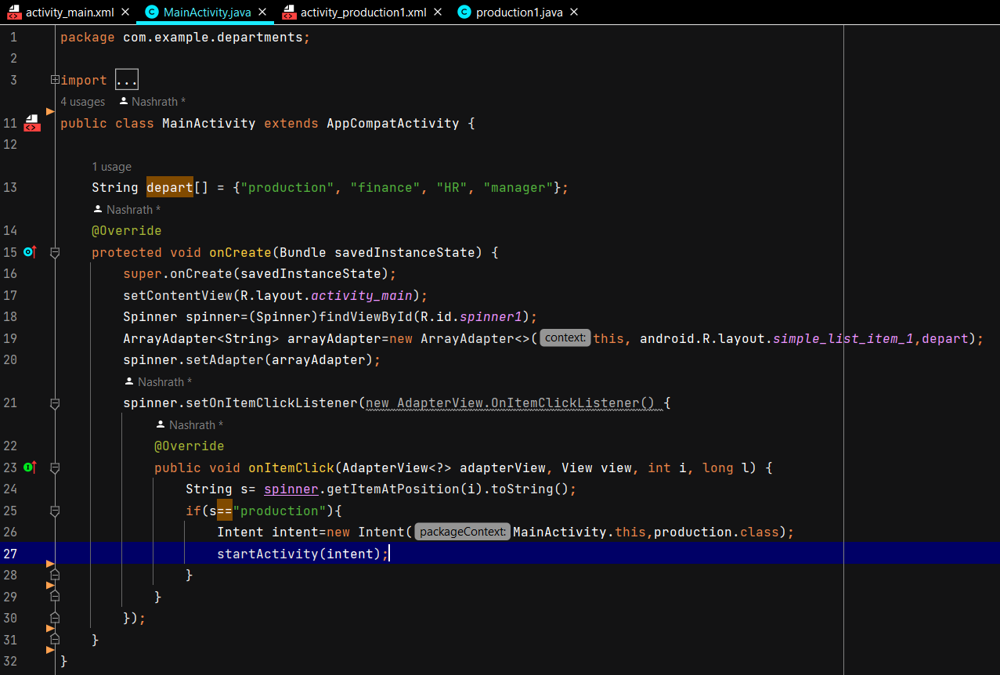 activity_main.xml MainActivity.java activity_production1.xml production1.java
1 package com.example.departments;
2
3 import ...
4 usages Nashrath *
11 public class MainActivity extends AppCompatActivity {
12
1 usage
13 String depart[] = {"production", "finance", "HR", "manager"};
Nashrath *
14 @Override
15 protected void onCreate(Bundle savedInstanceState) {
16 super.onCreate(savedInstanceState);
17 setContentView(R.layout.activity_main);
18 Spinner spinner=(Spinner)findViewById(R.id.spinner1);
19 ArrayAdapter<String> arrayAdapter=new ArrayAdapter<>( context: this, android.R.layout.simple_list_item_1,depart);
20 spinner.setAdapter(arrayAdapter);
Nashrath *
21 spinner.setOnItemClickListener(new AdapterView.OnItemClickListener() {
Nashrath *
22 @Override
23 public void onItemClick(AdapterView<?> adapterView, View view, int i, long l) {
24 String s= spinner.getItemAtPosition(i).toString();
25 if(s=="production"){
26 Intent intent=new Intent( packageContext: MainActivity.this,production.class);
27 startActivity(intent);
28 }
29 }
30 });
31 }
32 }